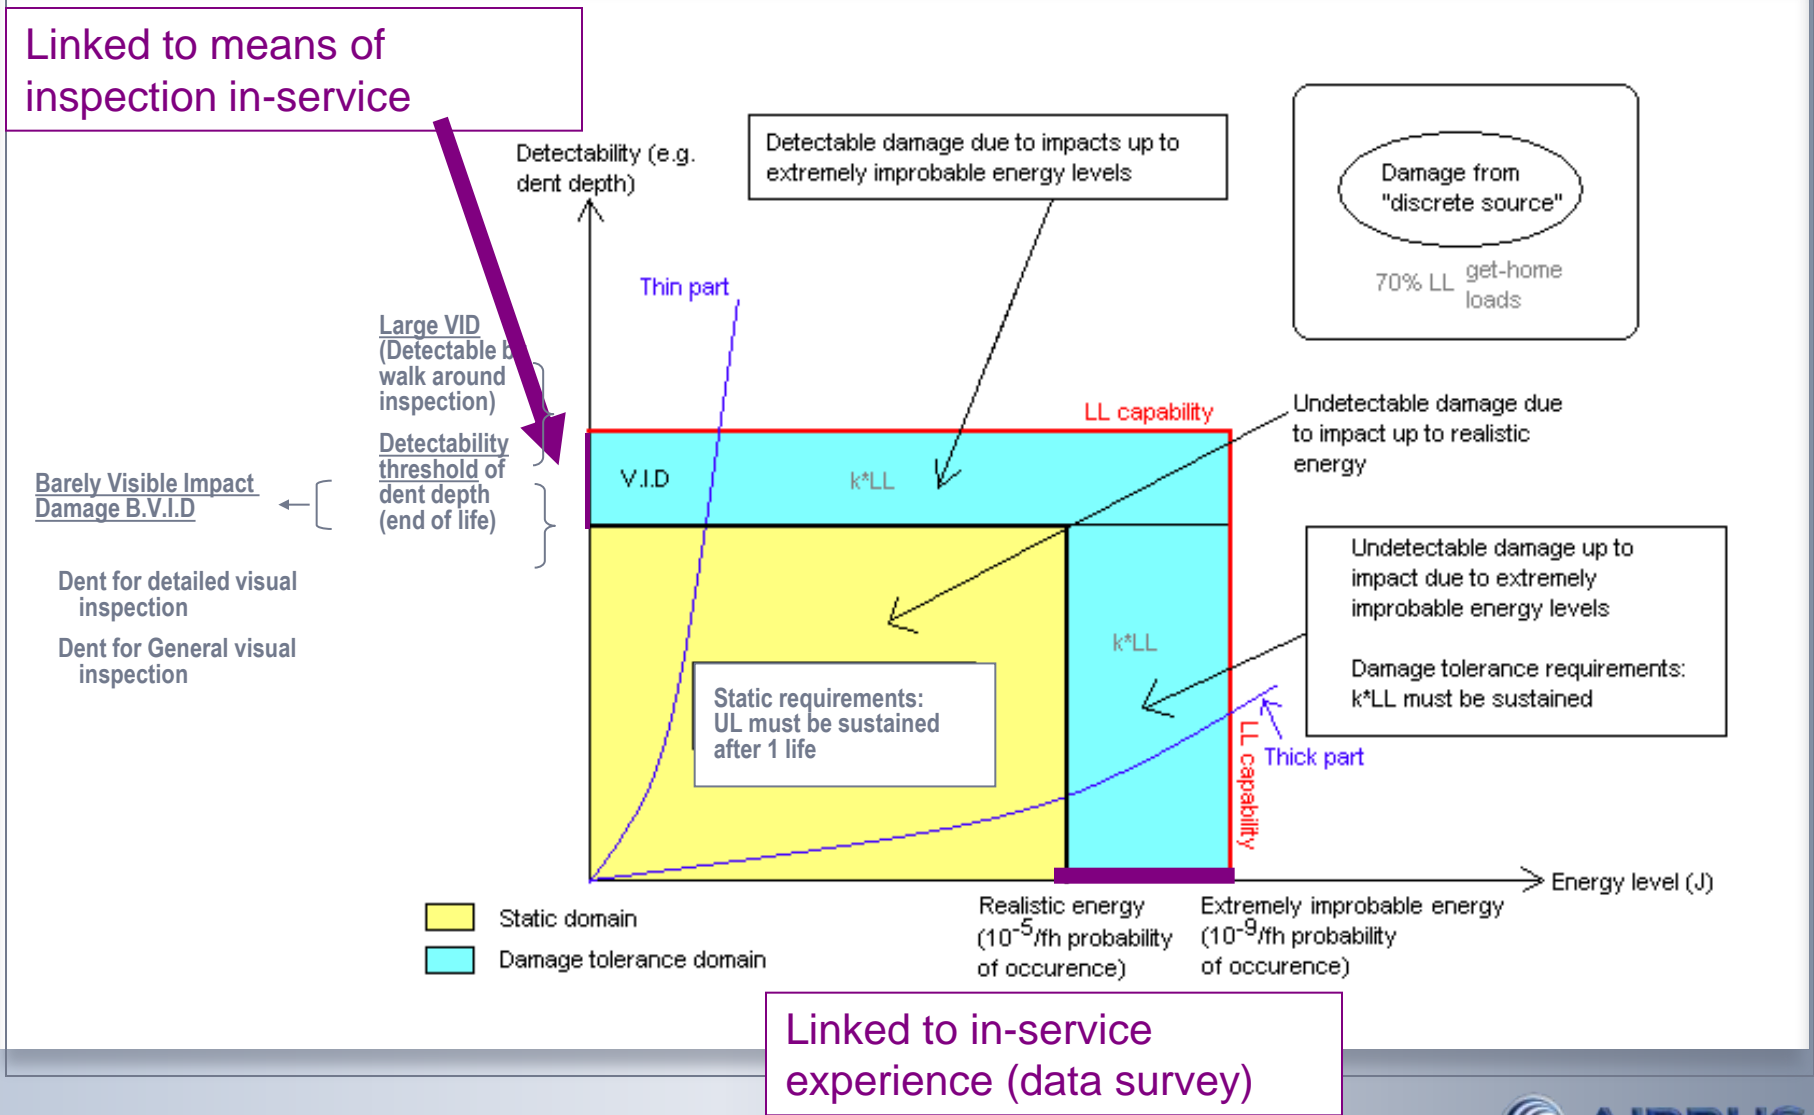 Linked to means of
inspection in-service
Detectability (e.g.
dent depth)
Detectable damage due to impacts up to
extremely improbable energy levels
Damage from
"discrete source"
70% LL get-home
loads
Thin part
Large VID
(Detectable b
walk around
inspection)
Detectability
threshold of
dent depth
(end of life)
Barely Visible Impact
Damage B.V.I.D
Dent for detailed visual
inspection
Dent for General visual
inspection
LL capability
Undetectable damage due
to impact up to realistic
energy
V.I.D
k*LL
Undetectable damage up to
impact due to extremely
improbable energy levels
Damage tolerance requirements:
k*LL must be sustained
k*LL
Static requirements:
UL must be sustained
after 1 life
LL capability
Thick part
Energy level (J)
Realistic energy
(10-5/fh probability
of occurence)
Extremely improbable energy
(10-9/fh probability
of occurence)
Static domain
Damage tolerance domain
Linked to in-service
experience (data survey)